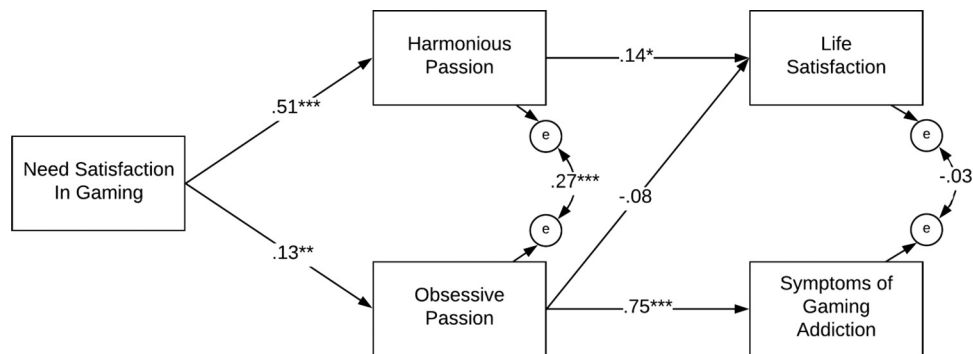 Harmonious
Passion
.14*
Life
Satisfaction
.51***
e
e
Need Satisfaction
In Gaming
.27***
-.08
-.03
e
e
.13**
Obsessive
Passion
.75***
Symptoms of
Gaming
Addiction